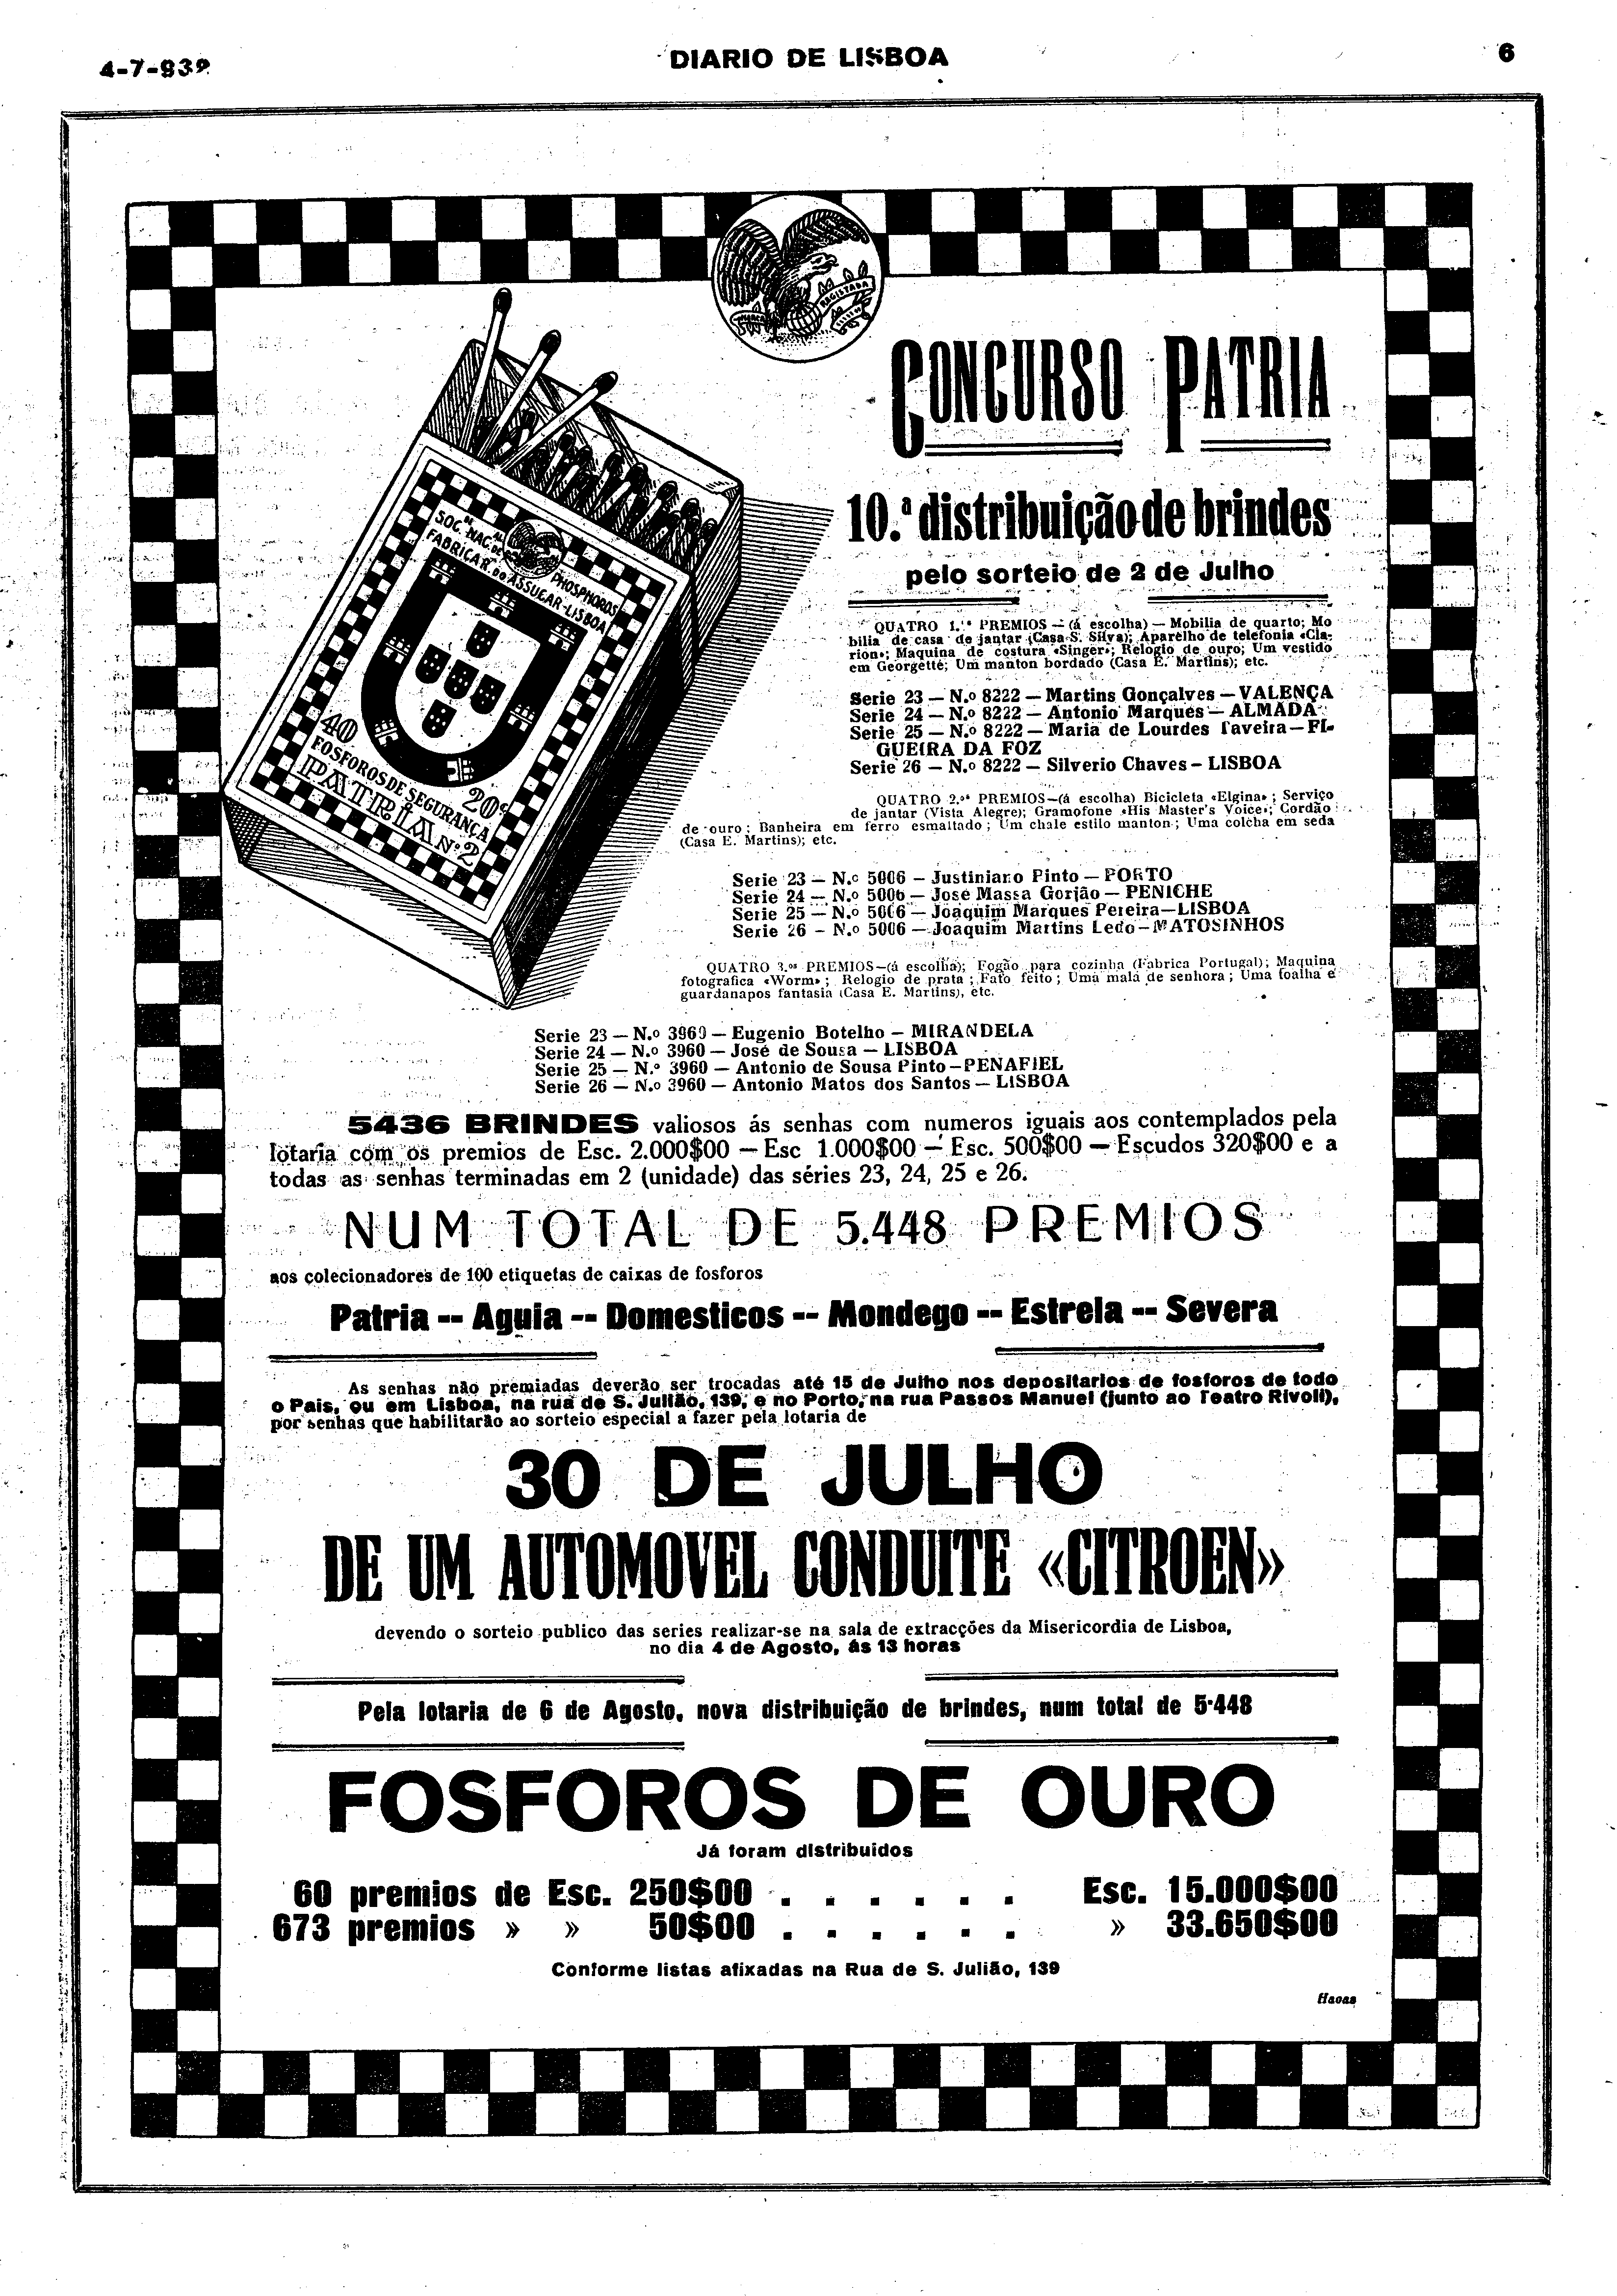 4-7-932
DIARIO DE LISBOA
6
REGISTADA
CONCURSO PATRIA
10.ª distribuição de brindes
pelo sorteio de 2 de Julho
SOC. DE NAC. AL DE PHOSPHOROS
FABRICA R. DO ASSUCAR-LISBOA
40
20c
FOSFOROS DE SEGURANÇA
PATRIA Nº 2
QUATRO 1.ºs PREMIOS — (á escolha) — Mobilia de quarto; Mo
bilia de casa de jantar (Casa S. Silva); Aparelho de telefonia «Cla-
rion»; Maquina de costura «Singer»; Relogio de ouro; Um vestido
em Georgette; Um manton bordado (Casa E. Martins); etc.
Serie 23 — N.o 8222 — Martins Gonçalves — VALENÇA
Serie 24 — N.o 8222 — Antonio Marques — ALMADA
Serie 25 — N.o 8222 — Maria de Lourdes Taveira — FI-
GUEIRA DA FOZ
Serie 26 — N.o 8222 — Silverio Chaves — LISBOA
QUATRO 2.os PREMIOS—(á escolha) Bicicleta «Elgina»; Serviço
de jantar (Vista Alegre); Gramofone «His Master's Voice»; Cordão
de ouro; Banheira em ferro esmaltado; Um chale estilo manton; Uma colcha em seda
(Casa E. Martins); etc.
Serie 23 — N.o 5006 — Justiniano Pinto — PORTO
Serie 24 — N.o 5006 — José Massa Gorjão — PENICHE
Serie 25 — N.o 5006 — Joaquim Marques Pereira — LISBOA
Serie 26 — N.o 5006 — Joaquim Martins Ledo — MATOSINHOS
QUATRO 3.os PREMIOS—(á escolha); Fogão para cozinha (Fabrica Portugal); Maquina
fotografica «Worm»; Relogio de prata; Fato feito; Uma mala de senhora; Uma toalha e
guardanapos fantasia (Casa E. Martins), etc.
Serie 23 — N.o 3960 — Eugenio Botelho — MIRANDELA
Serie 24 — N.o 3960 — José de Sousa — LISBOA
Serie 25 — N.o 3960 — Antonio de Sousa Pinto — PENAFIEL
Serie 26 — N.o 3960 — Antonio Matos dos Santos — LISBOA
5436 BRINDES valiosos ás senhas com numeros iguais aos contemplados pela
lotaria com os premios de Esc. 2.000$00 — Esc 1.000$00 — Esc. 500$00 — Escudos 320$00 e a
todas as senhas terminadas em 2 (unidade) das séries 23, 24, 25 e 26.
NUM TOTAL DE 5.448 PREMIOS
aos colecionadores de 100 etiquetas de caixas de fosforos
Patria -- Aguia -- Domesticos -- Mondego -- Estrela -- Severa
As senhas não premiadas deverão ser trocadas até 15 de Julho nos depositarios de fosforos de todo
o Pais, ou em Lisboa, na rua de S. Julião, 139, e no Porto, na rua Passos Manuel (junto ao Teatro Rivoli),
por senhas que habilitarão ao sorteio especial a fazer pela lotaria de
30 DE JULHO
DE UM AUTOMOVEL CONDUITE «CITROEN»
devendo o sorteio publico das series realizar-se na sala de extracções da Misericordia de Lisboa,
no dia 4 de Agosto, ás 13 horas
Pela lotaria de 6 de Agosto, nova distribuição de brindes, num total de 5.448
FOSFOROS DE OURO
Já foram distribuidos
60 premios de Esc. 250$00 . . . . . . Esc. 15.000$00
673 premios » » 50$00 . . . . . . » 33.650$00
Conforme listas afixadas na Rua de S. Julião, 139
Havas